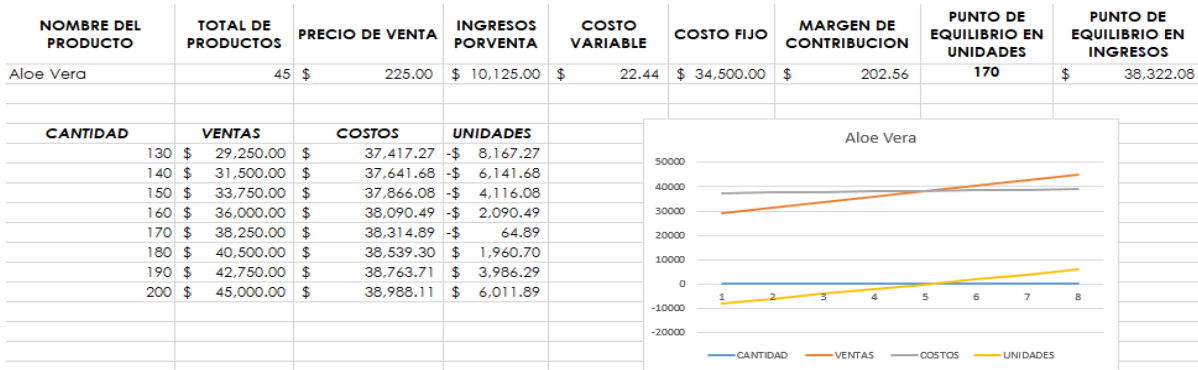 NOMBRE DEL PRODUCTO TOTAL DE PRODUCTOS PRECIO DE VENTA INGRESOS PORVENTA COSTO VARIABLE COSTO FIJO MARGEN DE CONTRIBUCION PUNTO DE EQUILIBRIO EN UNIDADES PUNTO DE EQUILIBRIO EN INGRESOS
Aloe Vera 45 $ 225.00 $ 10,125.00 $ 22.44 $ 34,500.00 $ 202.56 170 $ 38,322.08
CANTIDAD VENTAS COSTOS UNIDADES
130 $ 29,250.00 $ 37,417.27 -$ 8,167.27
140 $ 31,500.00 $ 37,641.68 -$ 6,141.68
150 $ 33,750.00 $ 37,866.08 -$ 4,116.08
160 $ 36,000.00 $ 38,090.49 -$ 2,090.49
170 $ 38,250.00 $ 38,314.89 -$ 64.89
180 $ 40,500.00 $ 38,539.30 $ 1,960.70
190 $ 42,750.00 $ 38,763.71 $ 3,986.29
200 $ 45,000.00 $ 38,988.11 $ 6,011.89
Aloe Vera
50000
40000
30000
20000
10000
0
-10000
-20000
1 2 3 4 5 6 7 8
CANTIDAD VENTAS COSTOS UNIDADES